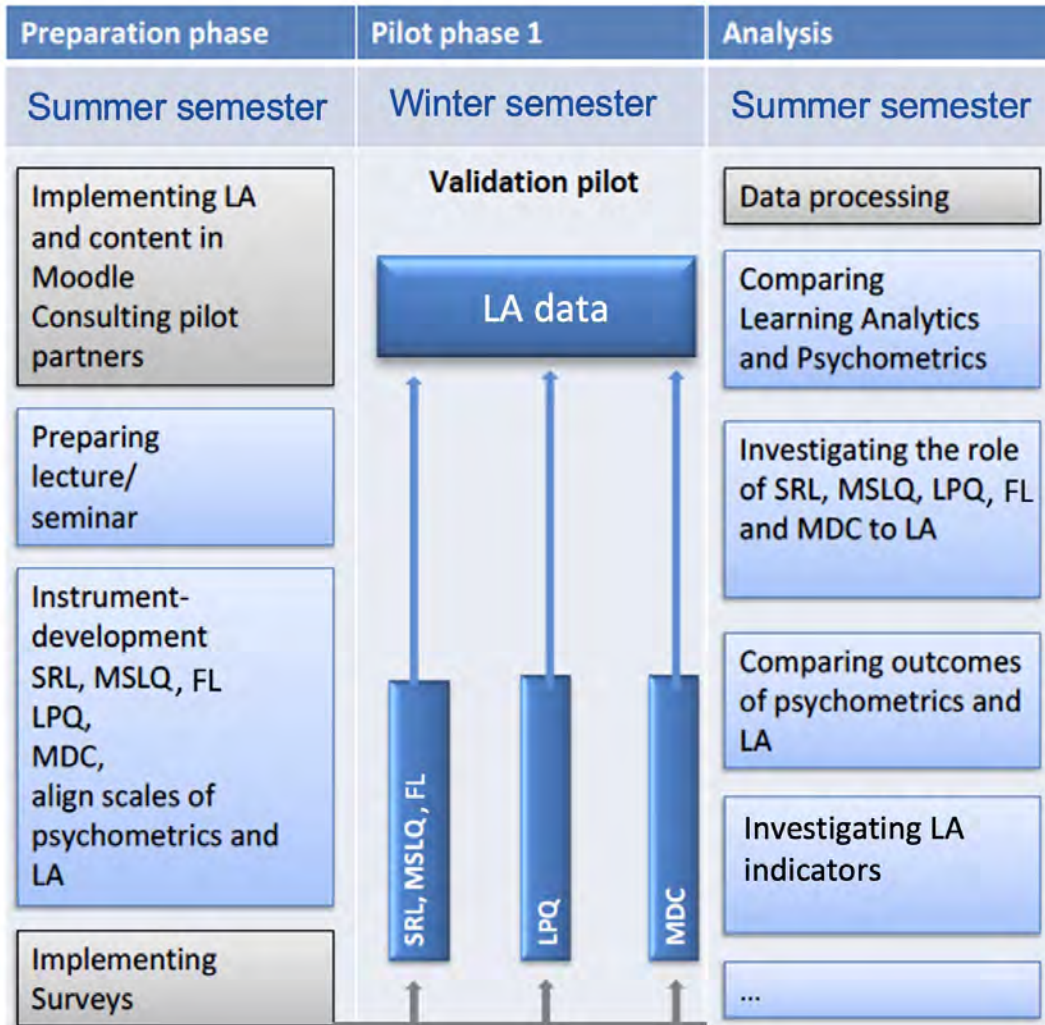 Preparation phase
Pilot phase 1
Analysis
Summer semester
Winter semester
Summer semester
Implementing LA
and content in
Moodle
Consulting pilot
partners
Preparing
lecture/
seminar
Instrument-
development
SRL, MSLQ, FL
LPQ,
MDC,
align scales of
psychometrics and
LA
Implementing
Surveys
Validation pilot
LA data
SRL, MSLQ , FL
LPQ
MDC
Data processing
Comparing
Learning Analytics
and Psychometrics
Investigating the role
of SRL, MSLQ, LPQ, FL
and MDC to LA
Comparing outcomes
of psychometrics and
LA
Investigating LA
indicators
...